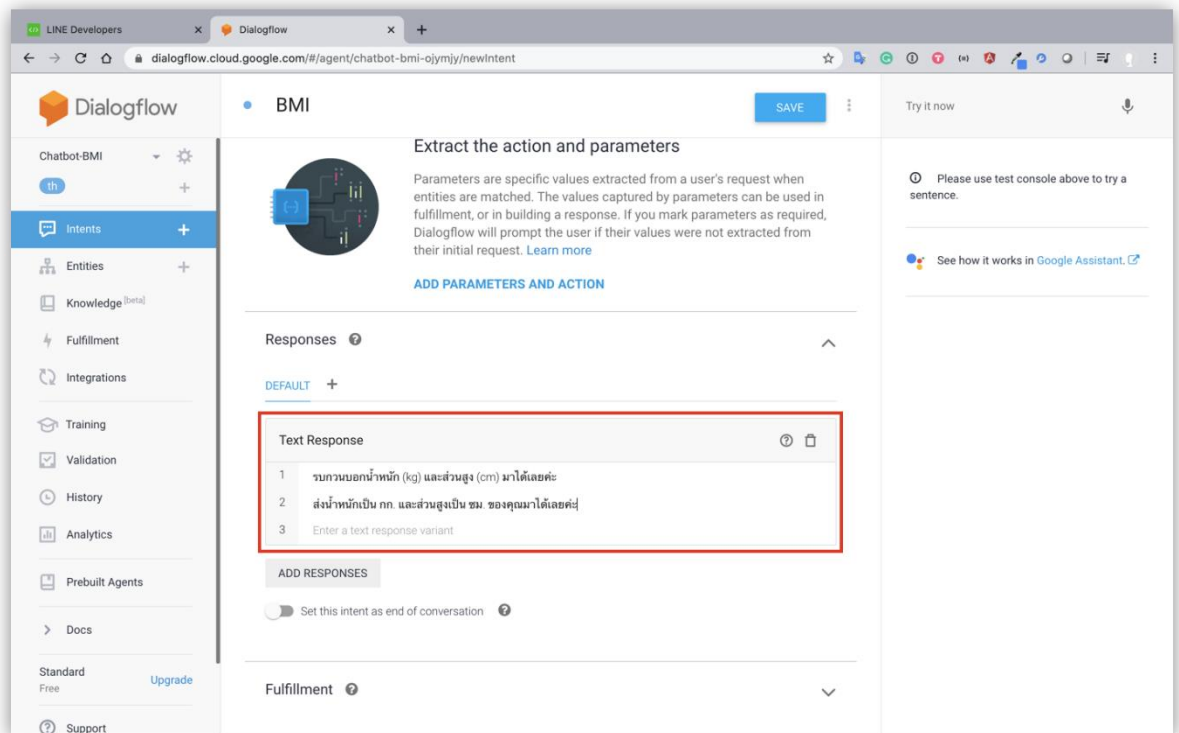 LINE Developers
Dialogflow
dialogflow.cloud.google.com/#/agent/chatbot-bmi-ojymjy/newIntent
Dialogflow
BMI
SAVE
Try it now
Chatbot-BMI
th
Intents
Entities
Knowledge [beta]
Fulfillment
Integrations
Training
Validation
History
Analytics
Prebuilt Agents
Docs
Standard
Free
Upgrade
Support
Extract the action and parameters
Parameters are specific values extracted from a user's request when
entities are matched. The values captured by parameters can be used in
fulfillment, or in building a response. If you mark parameters as required,
Dialogflow will prompt the user if their values were not extracted from
their initial request. Learn more
ADD PARAMETERS AND ACTION
Responses
DEFAULT
Text Response
1 รบกวนบอกน้ำหนัก (kg) และส่วนสูง (cm) มาได้เลยค่ะ
2 ส่งน้ำหนักเป็น กก. และส่วนสูงเป็น ซม. ของคุณมาได้เลยค่ะ
3 Enter a text response variant
ADD RESPONSES
Set this intent as end of conversation
Fulfillment
Please use test console above to try a
sentence.
See how it works in Google Assistant.